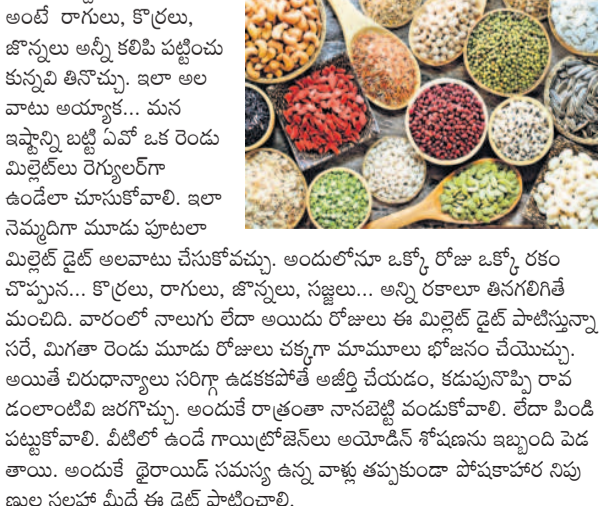 అంటే రాగులు, కొర్రలు,
జొన్నలు అన్నీ కలిపి పట్టించు
కున్నవి తినొచ్చు. ఇలా అల
వాటు అయ్యాక... మన
ఇష్టాన్ని బట్టి ఏవో ఒక రెండు
మిల్లెట్‌లు రెగ్యులర్‌గా
ఉండేలా చూసుకోవాలి. ఇలా
నెమ్మదిగా మూడు పూటలా
మిల్లెట్ డైట్ అలవాటు చేసుకోవచ్చు. అందులోనూ ఒక్కో రోజు ఒక్కో రకం
చొప్పున... కొర్రలు, రాగులు, జొన్నలు, సజ్జలు... అన్ని రకాలూ తినగలిగితే
మంచిది. వారంలో నాలుగు లేదా అయిదు రోజులు ఈ మిల్లెట్ డైట్ పాటిస్తున్నా
సరే, మిగతా రెండు మూడు రోజులు చక్కగా మామూలు భోజనం చేయొచ్చు.
అయితే చిరుధాన్యాలు సరిగ్గా ఉడకకపోతే అజీర్తి చేయడం, కడుపునొప్పి రావ
డంలాంటివి జరగొచ్చు. అందుకే రాత్రంతా నానబెట్టి వండుకోవాలి. లేదా పిండి
పట్టుకోవాలి. వీటిలో ఉండే గాయిట్రోజెన్‌లు అయోడిన్ శోషణను ఇబ్బంది పెడ
తాయి. అందుకే థైరాయిడ్ సమస్య ఉన్న వాళ్లు తప్పకుండా పోషకాహార నిపు
ణుల సలహా మీదే ఈ డైట్ పాటించాలి.